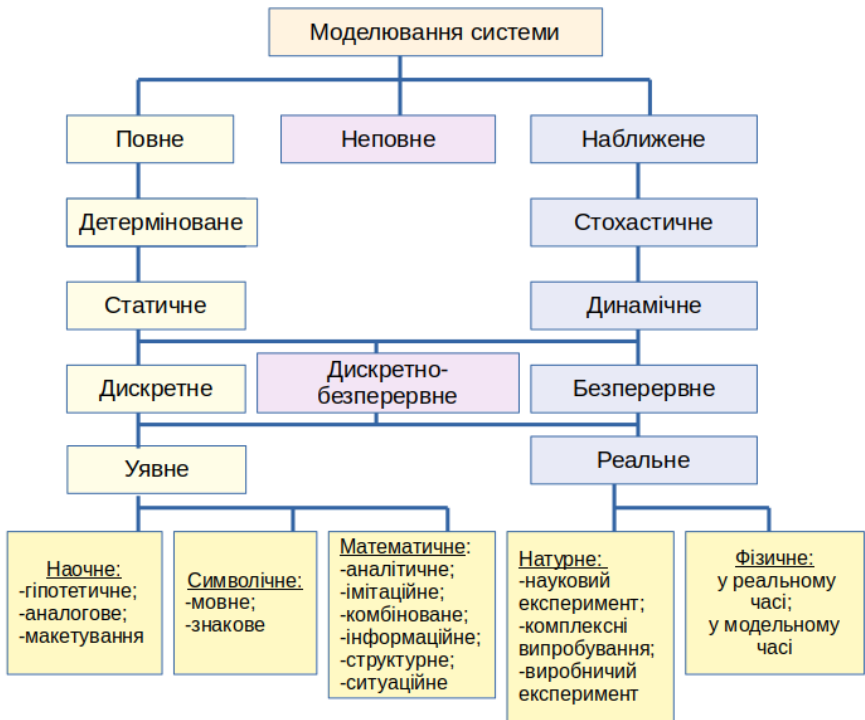 Моделювання системи
Повне
Неповне
Наближене
Детерміноване
Стохастичне
Статичне
Динамічне
Дискретне
Дискретно-
безперервне
Безперервне
Уявне
Реальне
Наочне:
-гіпотетичне;
-аналогове;
-макетування
Символічне:
-мовне;
-знакове
Математичне:
-аналітичне;
-імітаційне;
-комбіноване;
-інформаційне;
-структурне;
-ситуаційне
Натурне:
-науковий
експеримент;
-комплексні
випробування;
-виробничий
експеримент
Фізичне:
у реальному
часі;
у модельному
часі